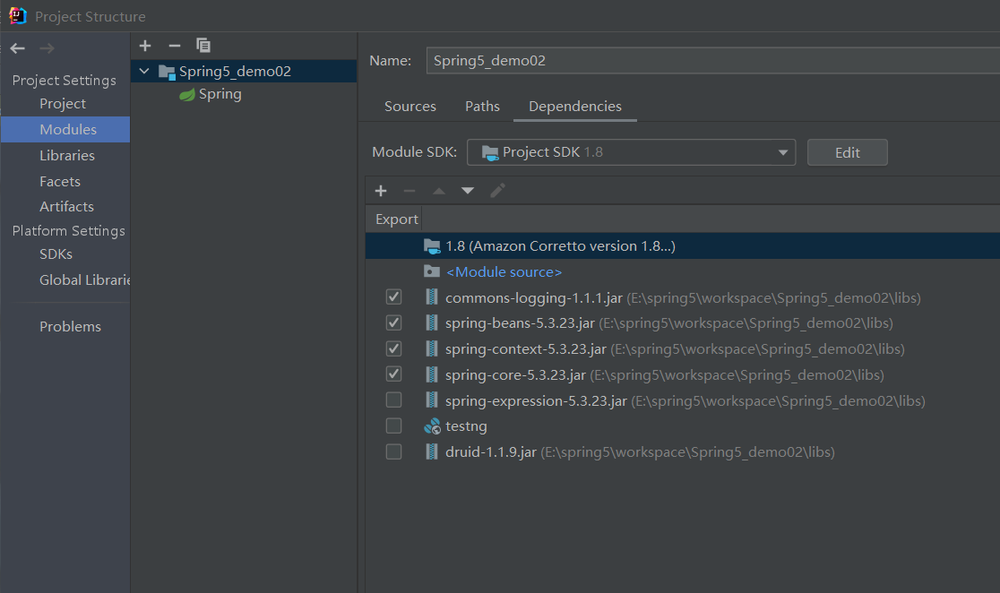 Project Structure
Project Settings
Project
Modules
Libraries
Facets
Artifacts
Platform Settings
SDKs
Global Librarie
Problems
Spring5_demo02
Spring
Name: Spring5_demo02
Sources Paths Dependencies
Module SDK: Project SDK 1.8 Edit
Export
1.8 (Amazon Corretto version 1.8...)
<Module source>
commons-logging-1.1.1.jar (E:\spring5\workspace\Spring5_demo02\libs)
spring-beans-5.3.23.jar (E:\spring5\workspace\Spring5_demo02\libs)
spring-context-5.3.23.jar (E:\spring5\workspace\Spring5_demo02\libs)
spring-core-5.3.23.jar (E:\spring5\workspace\Spring5_demo02\libs)
spring-expression-5.3.23.jar (E:\spring5\workspace\Spring5_demo02\libs)
testng
druid-1.1.9.jar (E:\spring5\workspace\Spring5_demo02\libs)